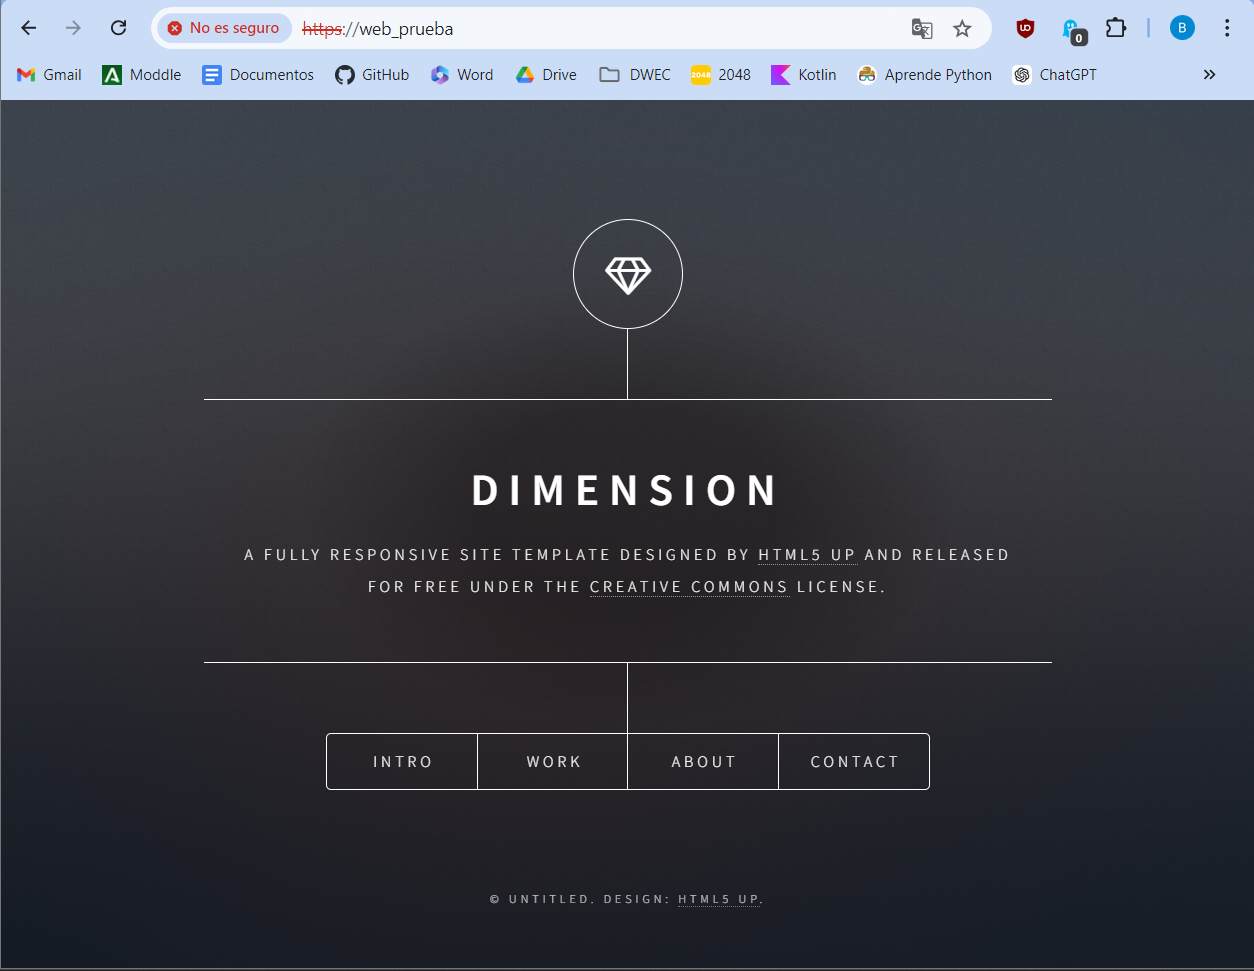 No es seguro https://web_prueba
0
B
Gmail Moddle Documentos GitHub Word Drive DWEC 2048 2048 Kotlin Aprende Python ChatGPT
DIMENSION
A FULLY RESPONSIVE SITE TEMPLATE DESIGNED BY HTML5 UP AND RELEASED
FOR FREE UNDER THE CREATIVE COMMONS LICENSE.
INTRO WORK ABOUT CONTACT
© UNTITLED. DESIGN: HTML5 UP.